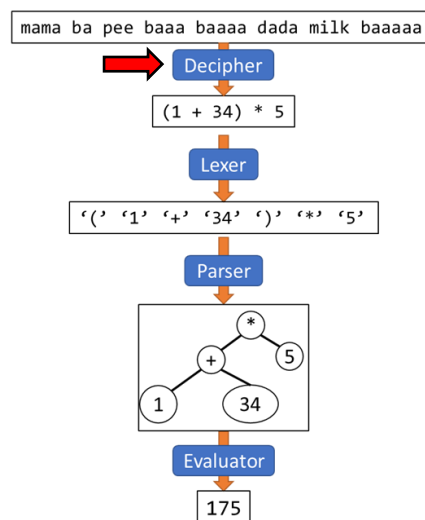 mama ba pee baaa baaaa dada milk baaaaa
Decipher
(1 + 34) * 5
Lexer
‘(‘ ‘1‘ ‘+‘ ‘34‘ ‘)‘ ‘*‘ ‘5‘
Parser
*
+ 5
1 34
Evaluator
175